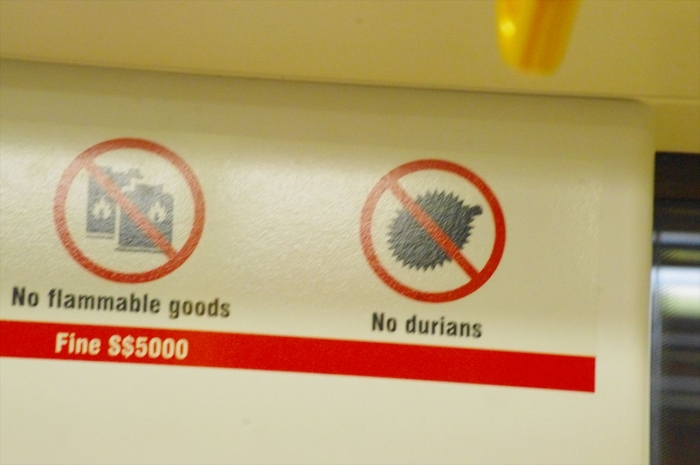 No flammable goods
No durians
Fine S$5000